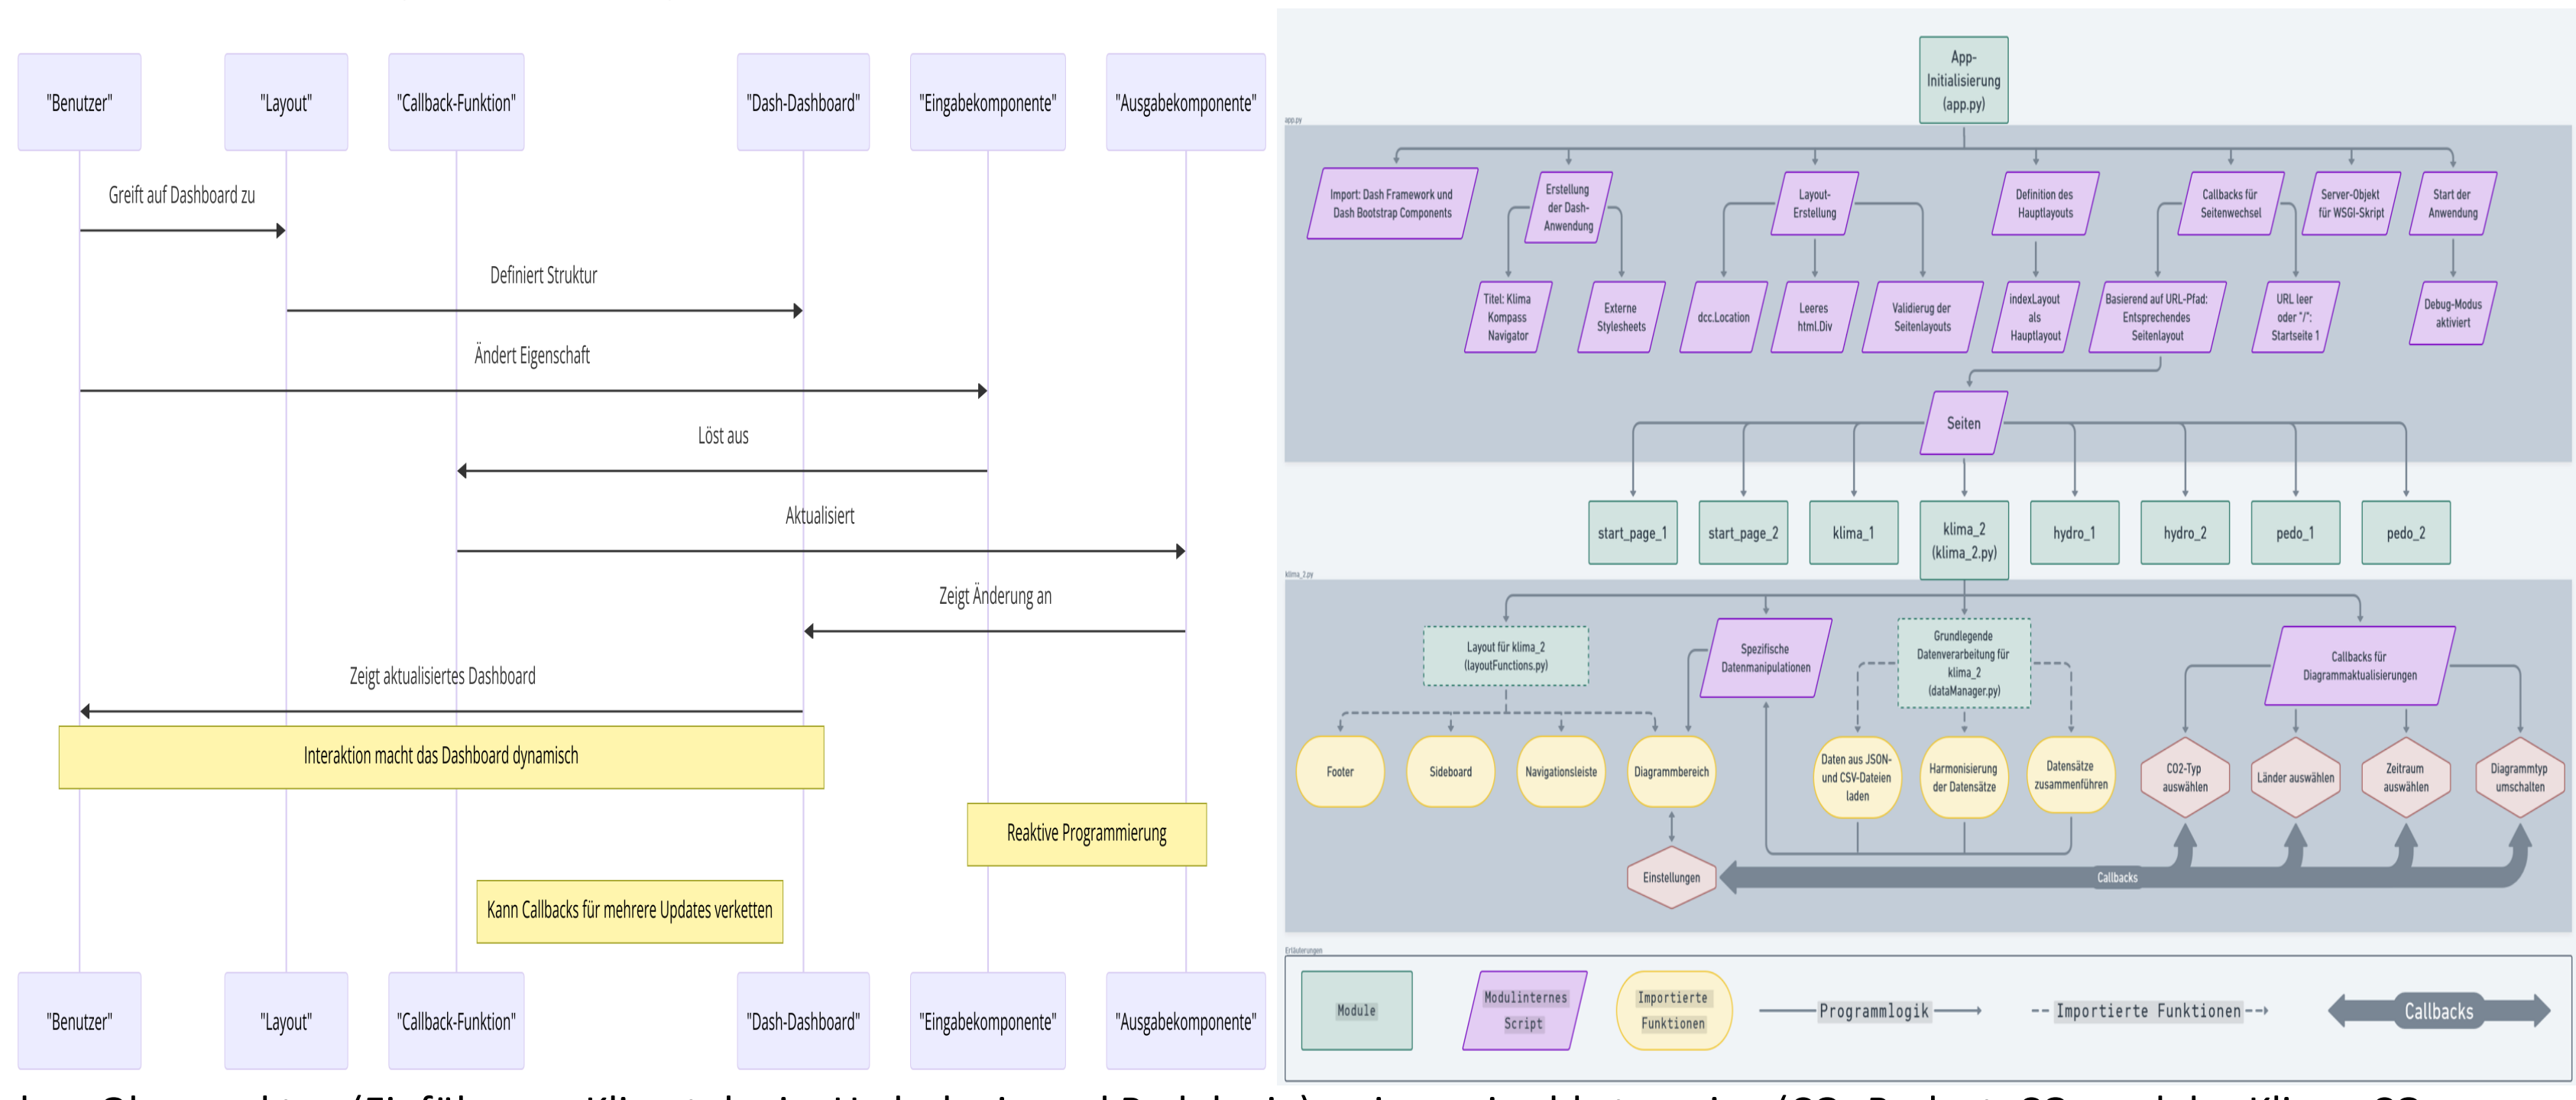 "Benutzer"
"Layout"
"Callback-Funktion"
"Dash-Dashboard"
"Eingabekomponente"
"Ausgabekomponente"
Greift auf Dashboard zu
Definiert Struktur
Ändert Eigenschaft
Löst aus
Aktualisiert
Zeigt Änderung an
Zeigt aktualisiertes Dashboard
Interaktion macht das Dashboard dynamisch
Reaktive Programmierung
Kann Callbacks für mehrere Updates verketten
"Benutzer"
"Layout"
"Callback-Funktion"
"Dash-Dashboard"
"Eingabekomponente"
"Ausgabekomponente"
App-
Initialisierung
(app.py)
app.py
Import: Dash Framework und
Dash Bootstrap Components
Erstellung
der Dash-
Anwendung
Layout-
Erstellung
Definition des
Hauptlayouts
Callbacks für
Seitenwechsel
Server-Objekt
für WSGI-Skript
Start der
Anwendung
Titel: Klima
Kompass
Navigator
Externe
Stylesheets
dcc.Location
Leeres
html.Div
Validierug der
Seitenlayouts
indexLayout
als
Hauptlayout
Basierend auf URL-Pfad:
Entsprechendes
Seitenlayout
URL leer
oder "/":
Startseite 1
Debug-Modus
aktiviert
Seiten
start_page_1
start_page_2
klima_1
klima_2
(klima_2.py)
hydro_1
hydro_2
pedo_1
pedo_2
klima_2.py
Layout für klima_2
(layoutFunctions.py)
Spezifische
Datenmanipulationen
Grundlegende
Datenverarbeitung für
klima_2
(dataManager.py)
Callbacks für
Diagrammaktualisierungen
Footer
Sideboard
Navigationsleiste
Diagrammbereich
Daten aus JSON-
und CSV-Dateien
laden
Harmonisierung
der Datensätze
Datensätze
zusammenführen
CO2-Typ
auswählen
Länder auswählen
Zeitraum
auswählen
Diagrammtyp
umschalten
Einstellungen
Callbacks
Erläuterungen
Module
Modulinternes
Script
Importierte
Funktionen
Programmlogik
Importierte Funktionen
Callbacks